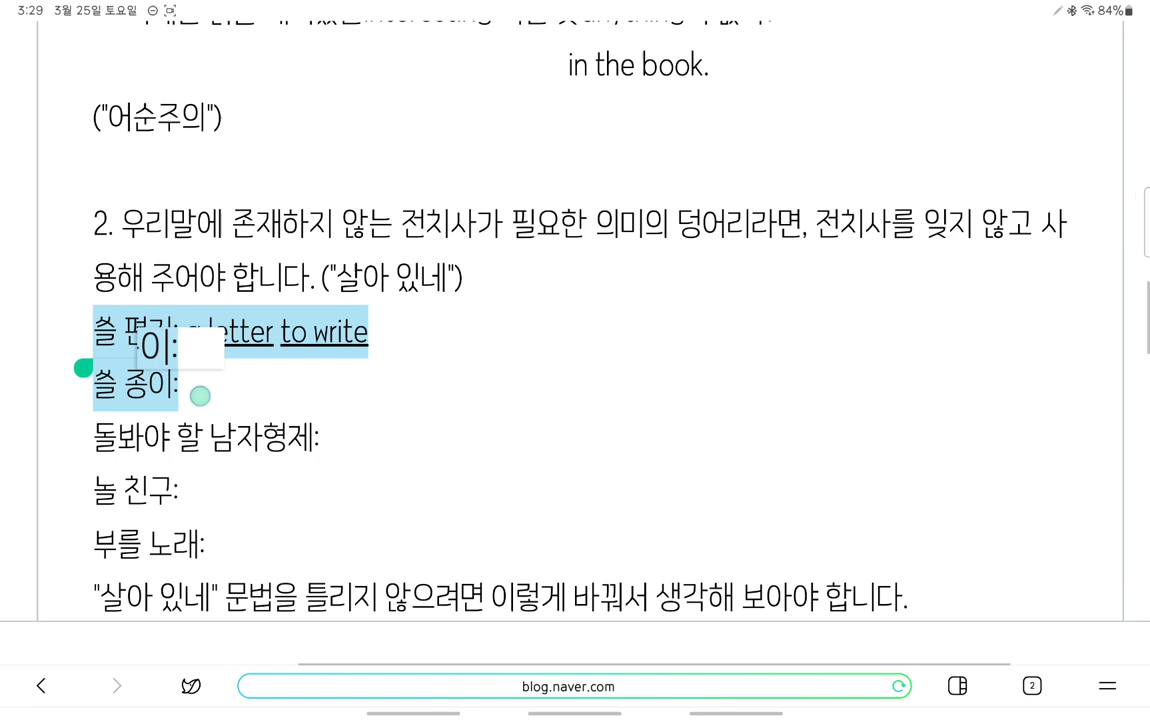 3:29 3월 25일 토요일 84%
in the book.
("어순주의")
2. 우리말에 존재하지 않는 전치사가 필요한 의미의 덩어리라면, 전치사를 잊지 않고 사
용해 주어야 합니다. ("살아 있네")
쓸 letter to write
이:
쓸 종이:
돌봐야 할 남자형제:
놀 친구:
부를 노래:
"살아 있네" 문법을 틀리지 않으려면 이렇게 바꿔서 생각해 보아야 합니다.
blog.naver.com 2